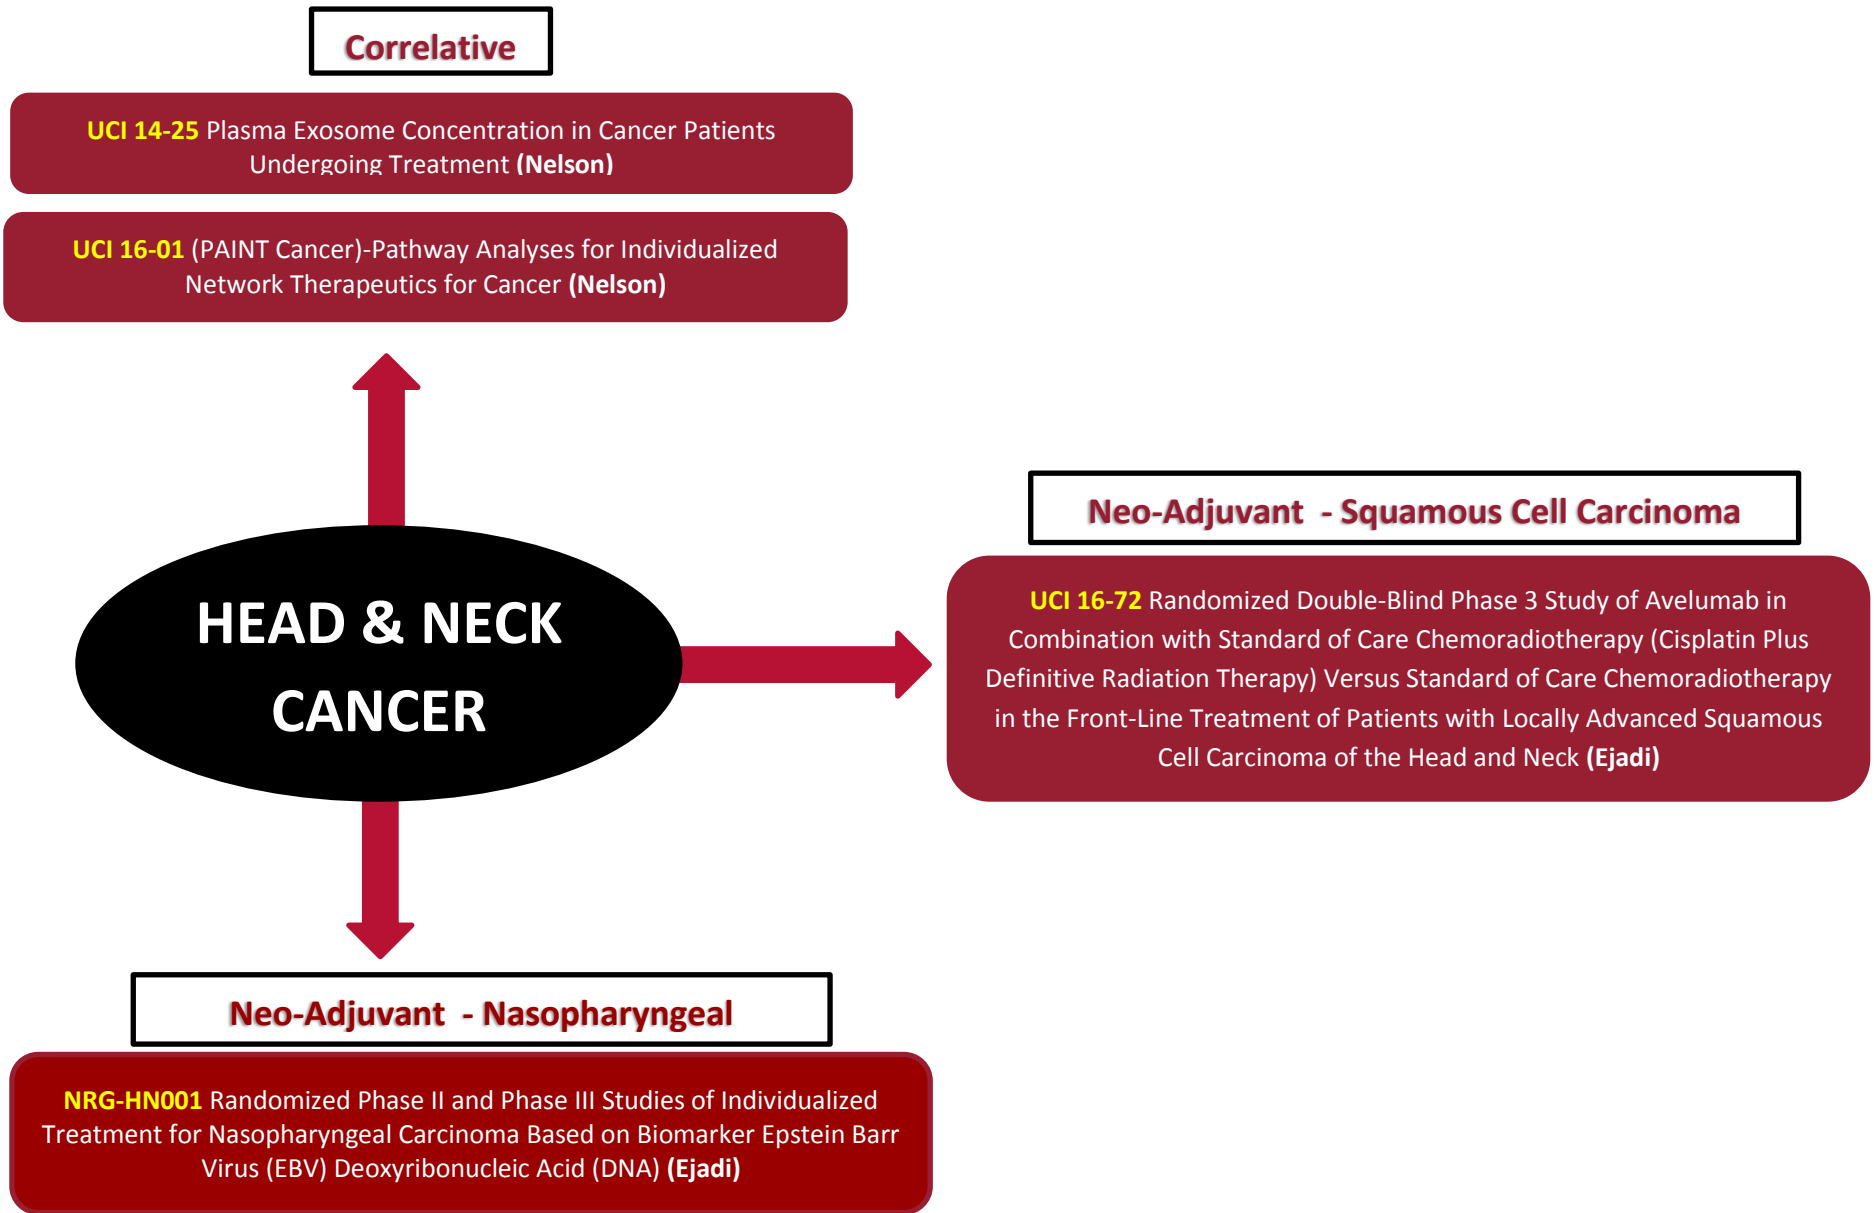 Correlative
UCI 14-25 Plasma Exosome Concentration in Cancer Patients
Undergoing Treatment (Nelson)
UCI 16-01 (PAINT Cancer)-Pathway Analyses for Individualized
Network Therapeutics for Cancer (Nelson)
HEAD & NECK
CANCER
Neo-Adjuvant - Squamous Cell Carcinoma
UCI 16-72 Randomized Double-Blind Phase 3 Study of Avelumab in
Combination with Standard of Care Chemoradiotherapy (Cisplatin Plus
Definitive Radiation Therapy) Versus Standard of Care Chemoradiotherapy
in the Front-Line Treatment of Patients with Locally Advanced Squamous
Cell Carcinoma of the Head and Neck (Ejadi)
Neo-Adjuvant - Nasopharyngeal
NRG-HN001 Randomized Phase II and Phase III Studies of Individualized
Treatment for Nasopharyngeal Carcinoma Based on Biomarker Epstein Barr
Virus (EBV) Deoxyribonucleic Acid (DNA) (Ejadi)